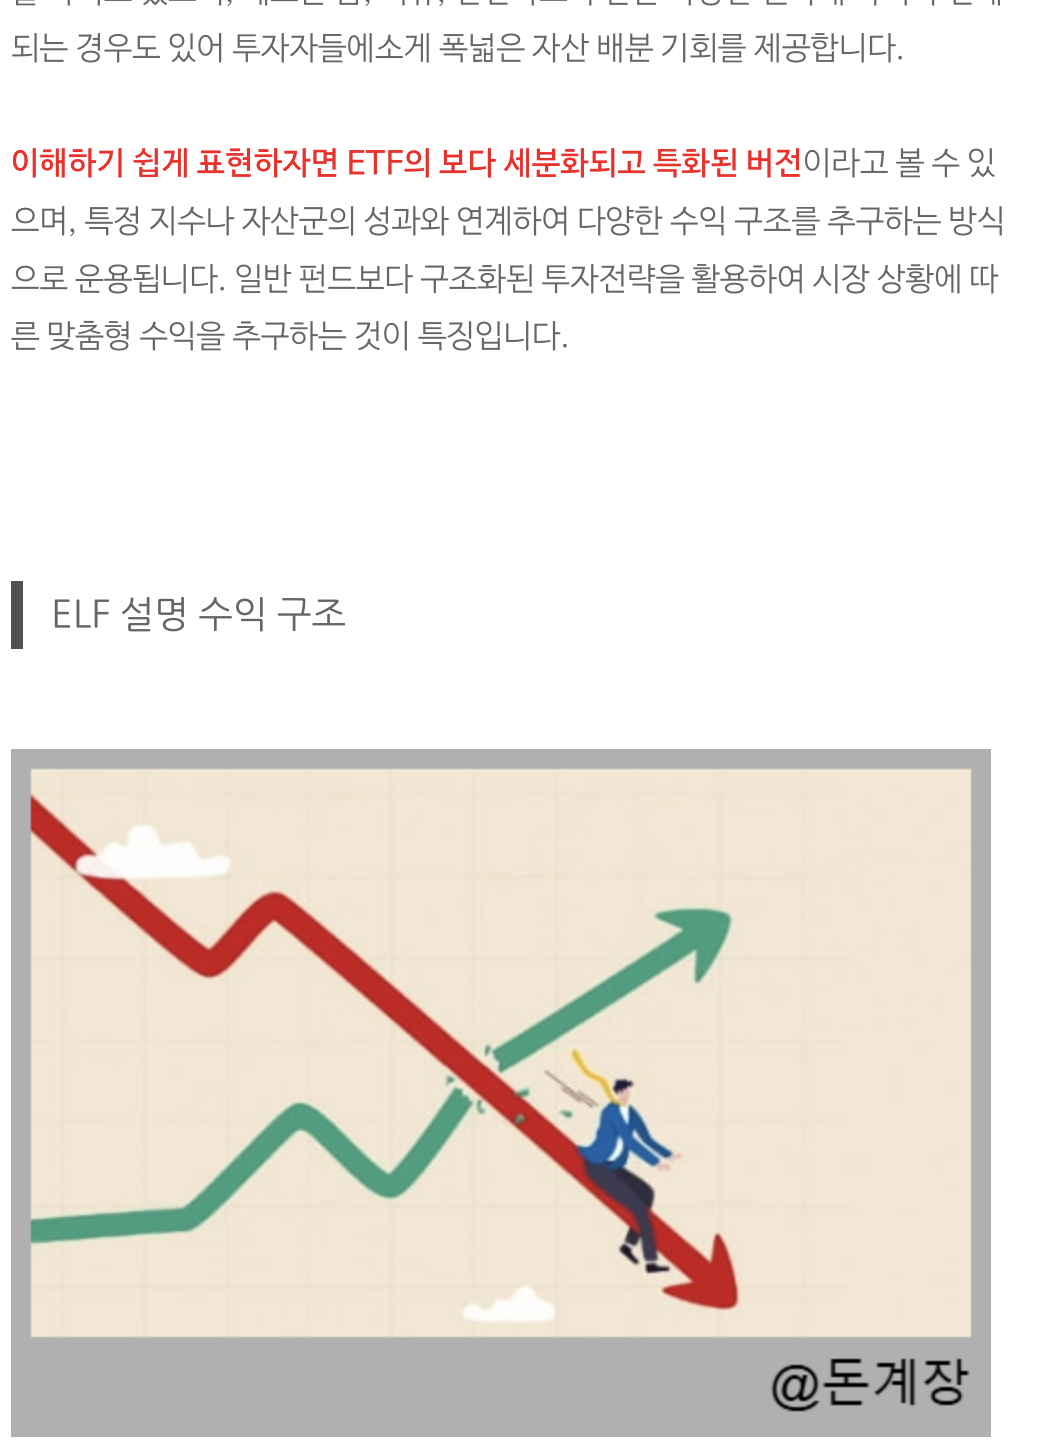 되는 경우도 있어 투자자들에소게 폭넓은 자산 배분 기회를 제공합니다.
이해하기 쉽게 표현하자면 ETF의 보다 세분화되고 특화된 버전이라고 볼 수 있
으며, 특정 지수나 자산군의 성과와 연계하여 다양한 수익 구조를 추구하는 방식
으로 운용됩니다. 일반 펀드보다 구조화된 투자전략을 활용하여 시장 상황에 따
른 맞춤형 수익을 추구하는 것이 특징입니다.
ELF 설명 수익 구조
@돈계장